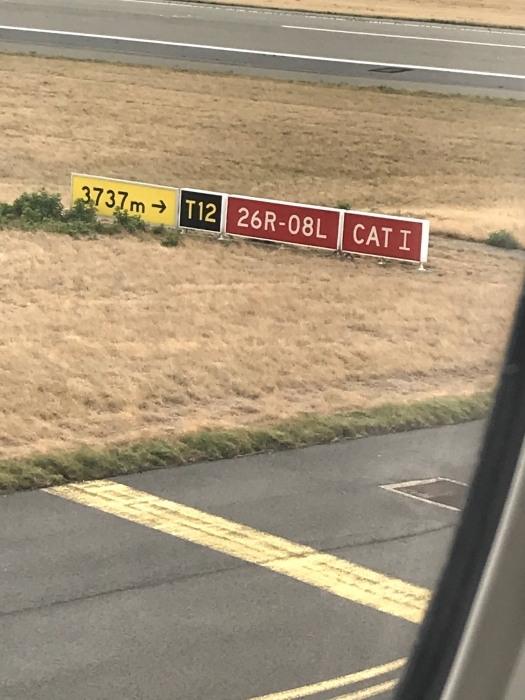 3737m →
T12
26R-08L
CAT I